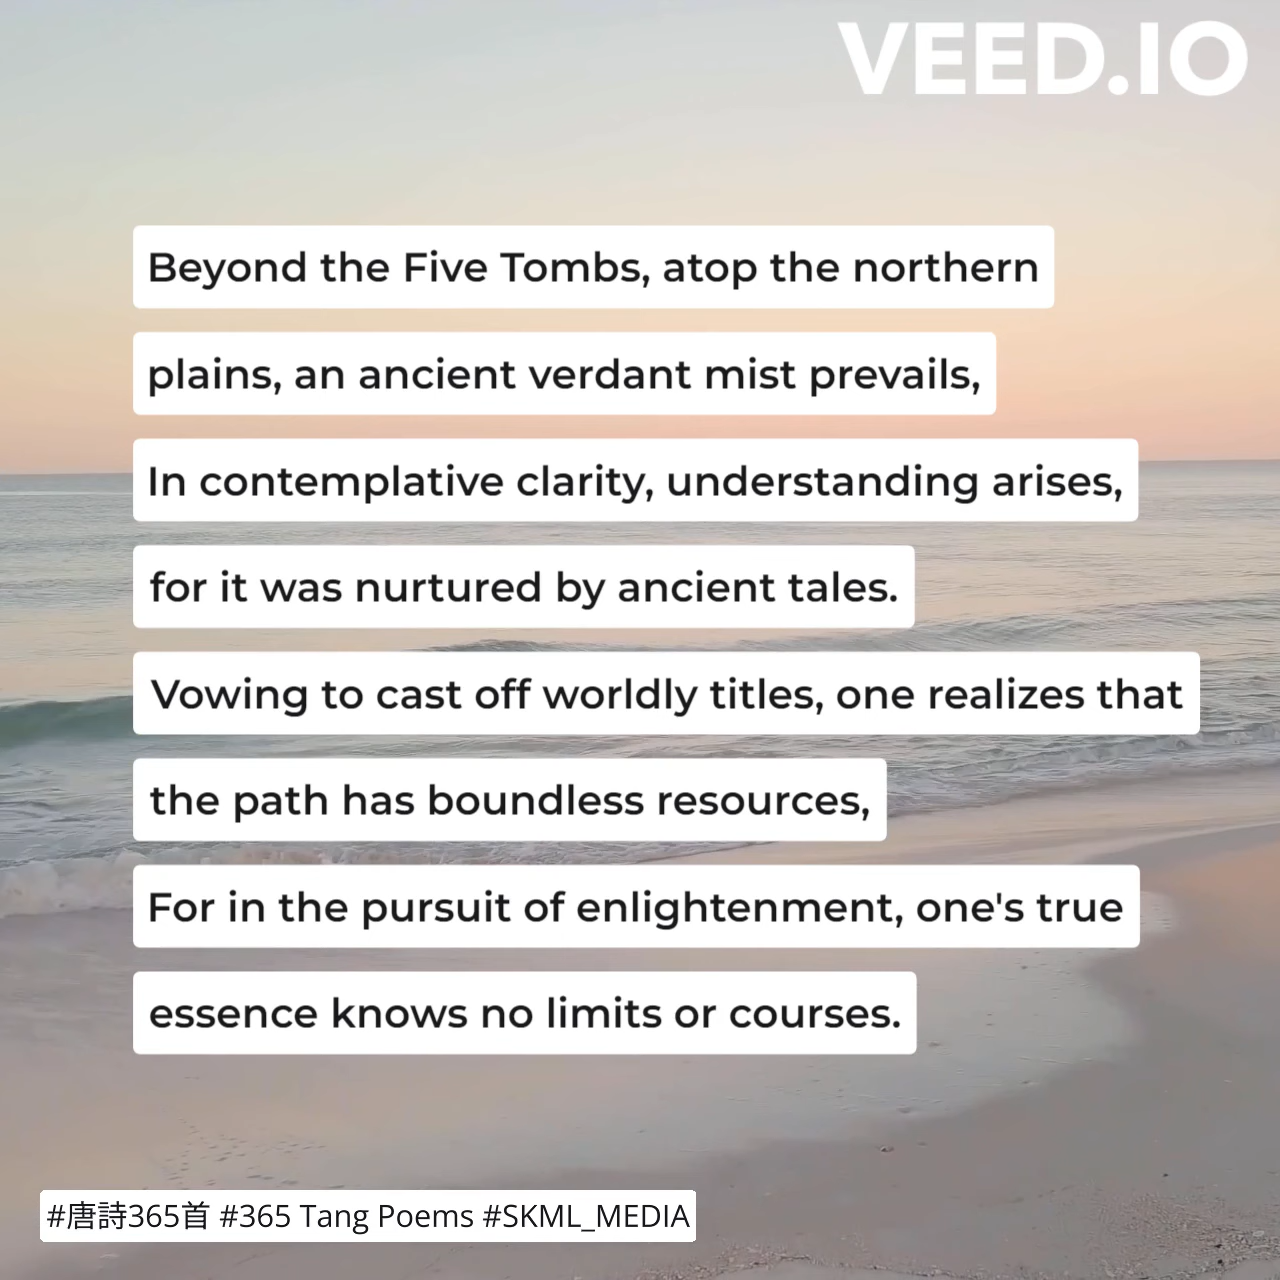 VEED.IO
Beyond the Five Tombs, atop the northern
plains, an ancient verdant mist prevails,
In contemplative clarity, understanding arises,
for it was nurtured by ancient tales.
Vowing to cast off worldly titles, one realizes that
the path has boundless resources,
For in the pursuit of enlightenment, one's true
essence knows no limits or courses.
#唐詩365首 #365 Tang Poems #SKML_MEDIA